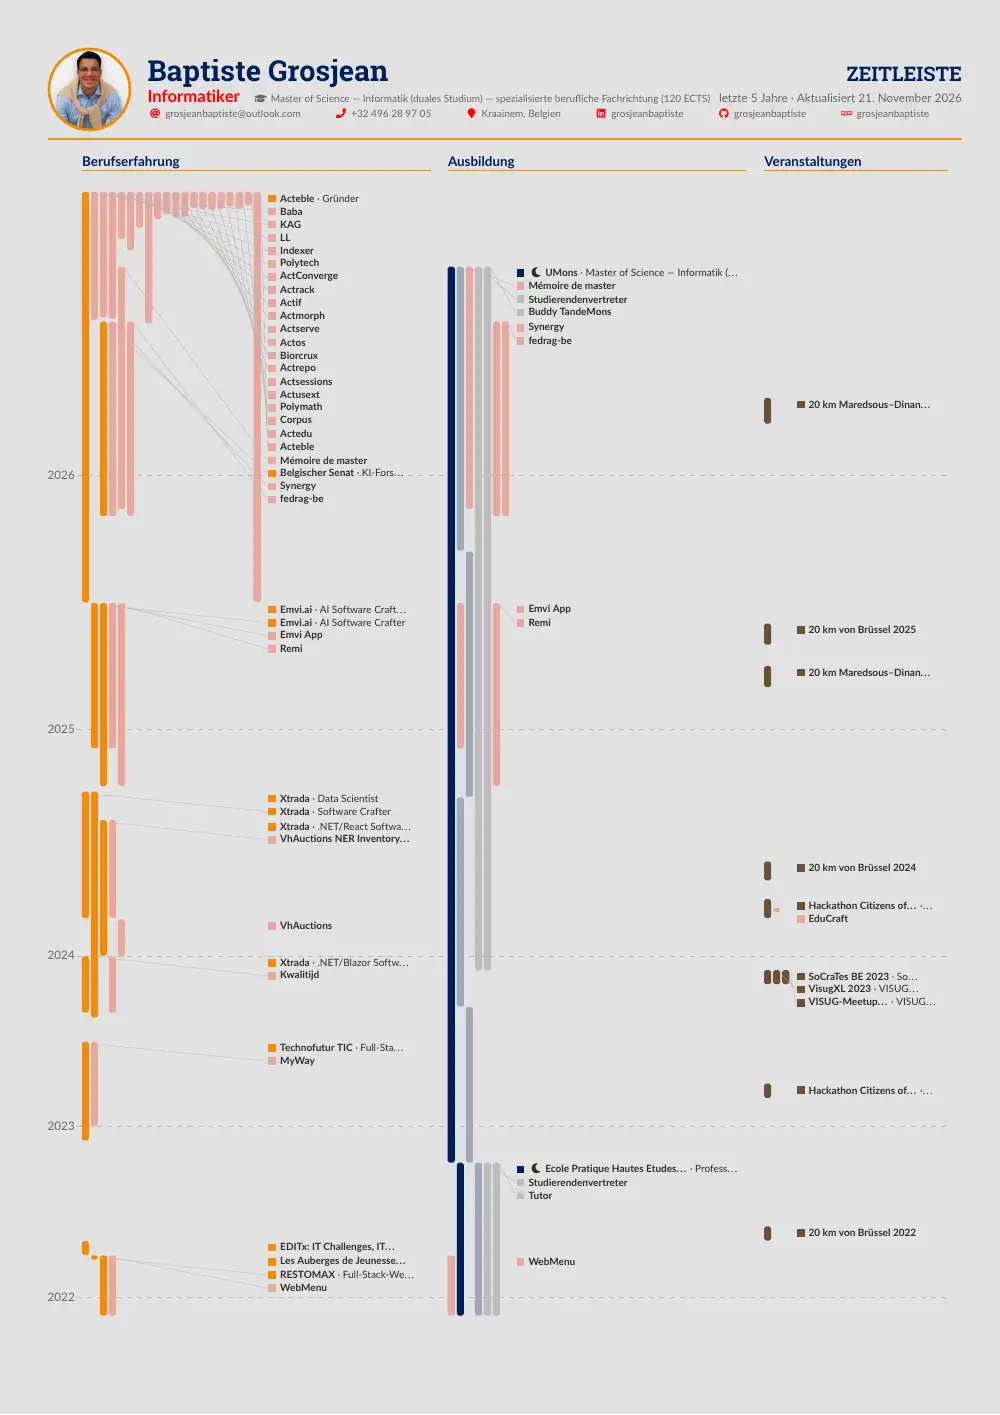 Baptiste Grosjean
ZEITLEISTE
Informatiker
Master of Science — Informatik (duales Studium) — spezialisierte berufliche Fachrichtung (120 ECTS)
letzte 5 Jahre · Aktualisiert 21. November 2026
grosjeanbaptiste@outlook.com
+32 496 28 97 05
Kraainem, Belgien
grosjeanbaptiste
grosjeanbaptiste
grosjeanbaptiste
Berufserfahrung
Acteble · Gründer
Baba
KAG
LL
Indexer
Polytech
ActConverge
Actrack
Actif
Actmorph
Actserve
Actos
Biorcrux
Actrepo
Actsessions
Actusext
Polymath
Corpus
Actedu
Acteble
Mémoire de master
Belgischer Senat · KI-Fors…
Synergy
fedrag-be
2026
Emvi.ai · AI Software Craft…
Emvi.ai · AI Software Crafter
Emvi App
Remi
2025
Xtrada · Data Scientist
Xtrada · Software Crafter
Xtrada · .NET/React Softwa…
VhAuctions NER Inventory…
VhAuctions
2024
Xtrada · .NET/Blazor Softw…
Kwalitijd
Technofutur TIC · Full-Sta…
MyWay
2023
EDITx: IT Challenges, IT…
Les Auberges de Jeunesse…
RESTOMAX · Full-Stack-We…
WebMenu
2022
Ausbildung
UMons · Master of Science — Informatik (…
Mémoire de master
Studierendenvertreter
Buddy TandeMons
Synergy
fedrag-be
Emvi App
Remi
Ecole Pratique Hautes Etudes… · Profess…
Studierendenvertreter
Tutor
WebMenu
Veranstaltungen
20 km Maredsous–Dinan…
20 km von Brüssel 2025
20 km Maredsous–Dinan…
20 km von Brüssel 2024
Hackathon Citizens of… ·…
EduCraft
SoCraTes BE 2023 · So…
VisugXL 2023 · VISUG…
VISUG-Meetup… · VISUG…
Hackathon Citizens of… ·…
20 km von Brüssel 2022